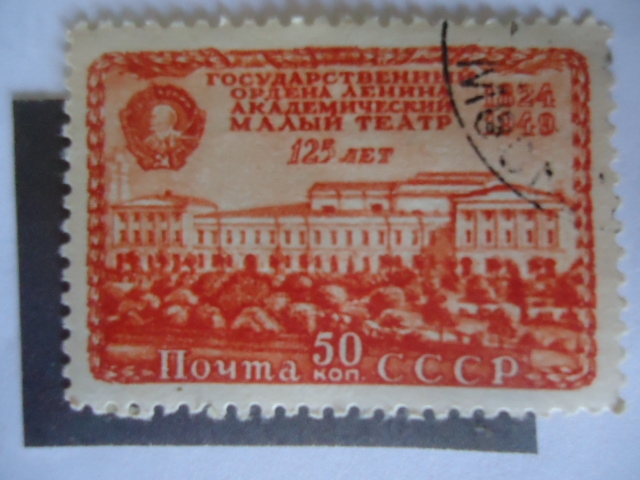 ГОСУДАРСТВЕННЫЙ
ОРДЕНА ЛЕНИНА
АКАДЕМИЧЕСКИЙ
МАЛЫЙ ТЕАТР
1824
1949
125 ЛЕТ
Почта 50 КОП. СССР